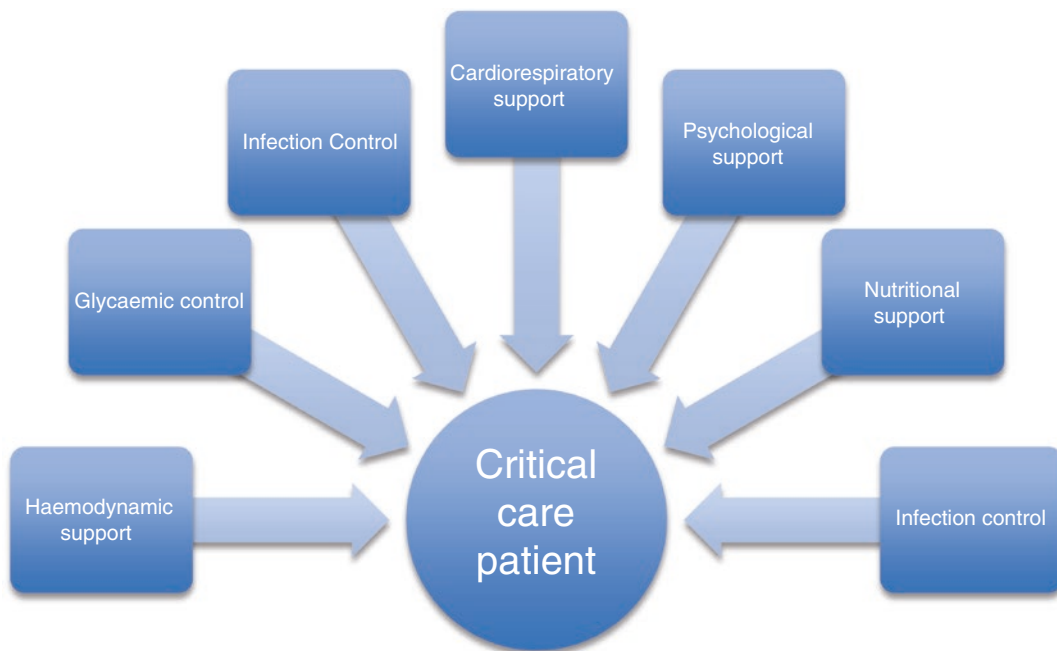 Cardiorespiratory
support
Infection Control
Psychological
support
Glycaemic control
Nutritional
support
Haemodynamic
support
Infection control
Critical
care
patient